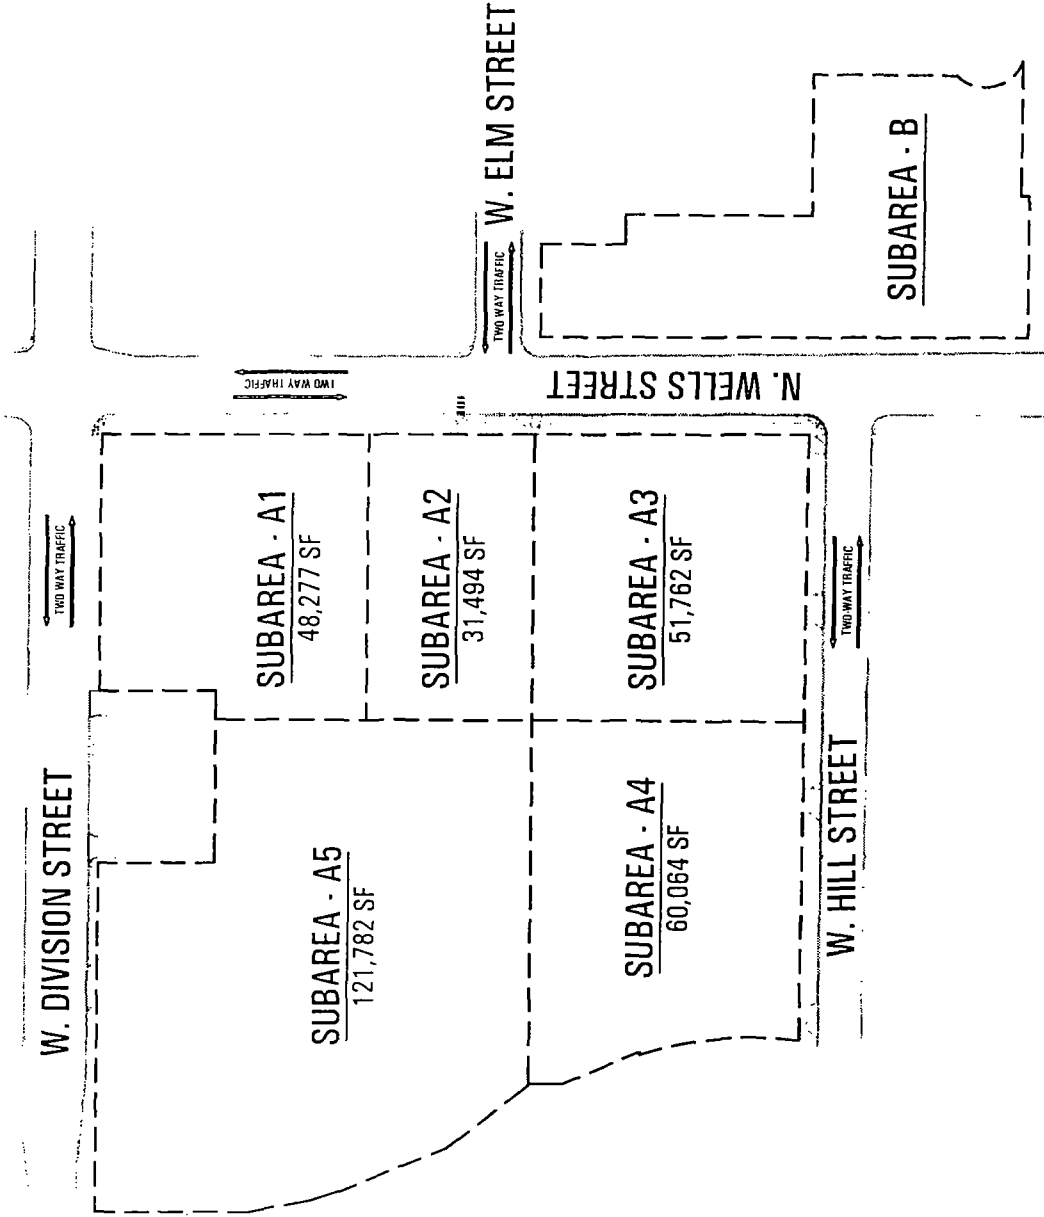 W. ELM STREET
TWO WAY TRAFFIC
SUBAREA - B
N. WELLS STREET
TWO WAY TRAFFIC
W. DIVISION STREET
TWO WAY TRAFFIC
SUBAREA - A1
48,277 SF
SUBAREA - A2
31,494 SF
SUBAREA - A3
51,762 SF
SUBAREA - A4
60,064 SF
SUBAREA - A5
121,782 SF
W. HILL STREET
TWO-WAY TRAFFIC